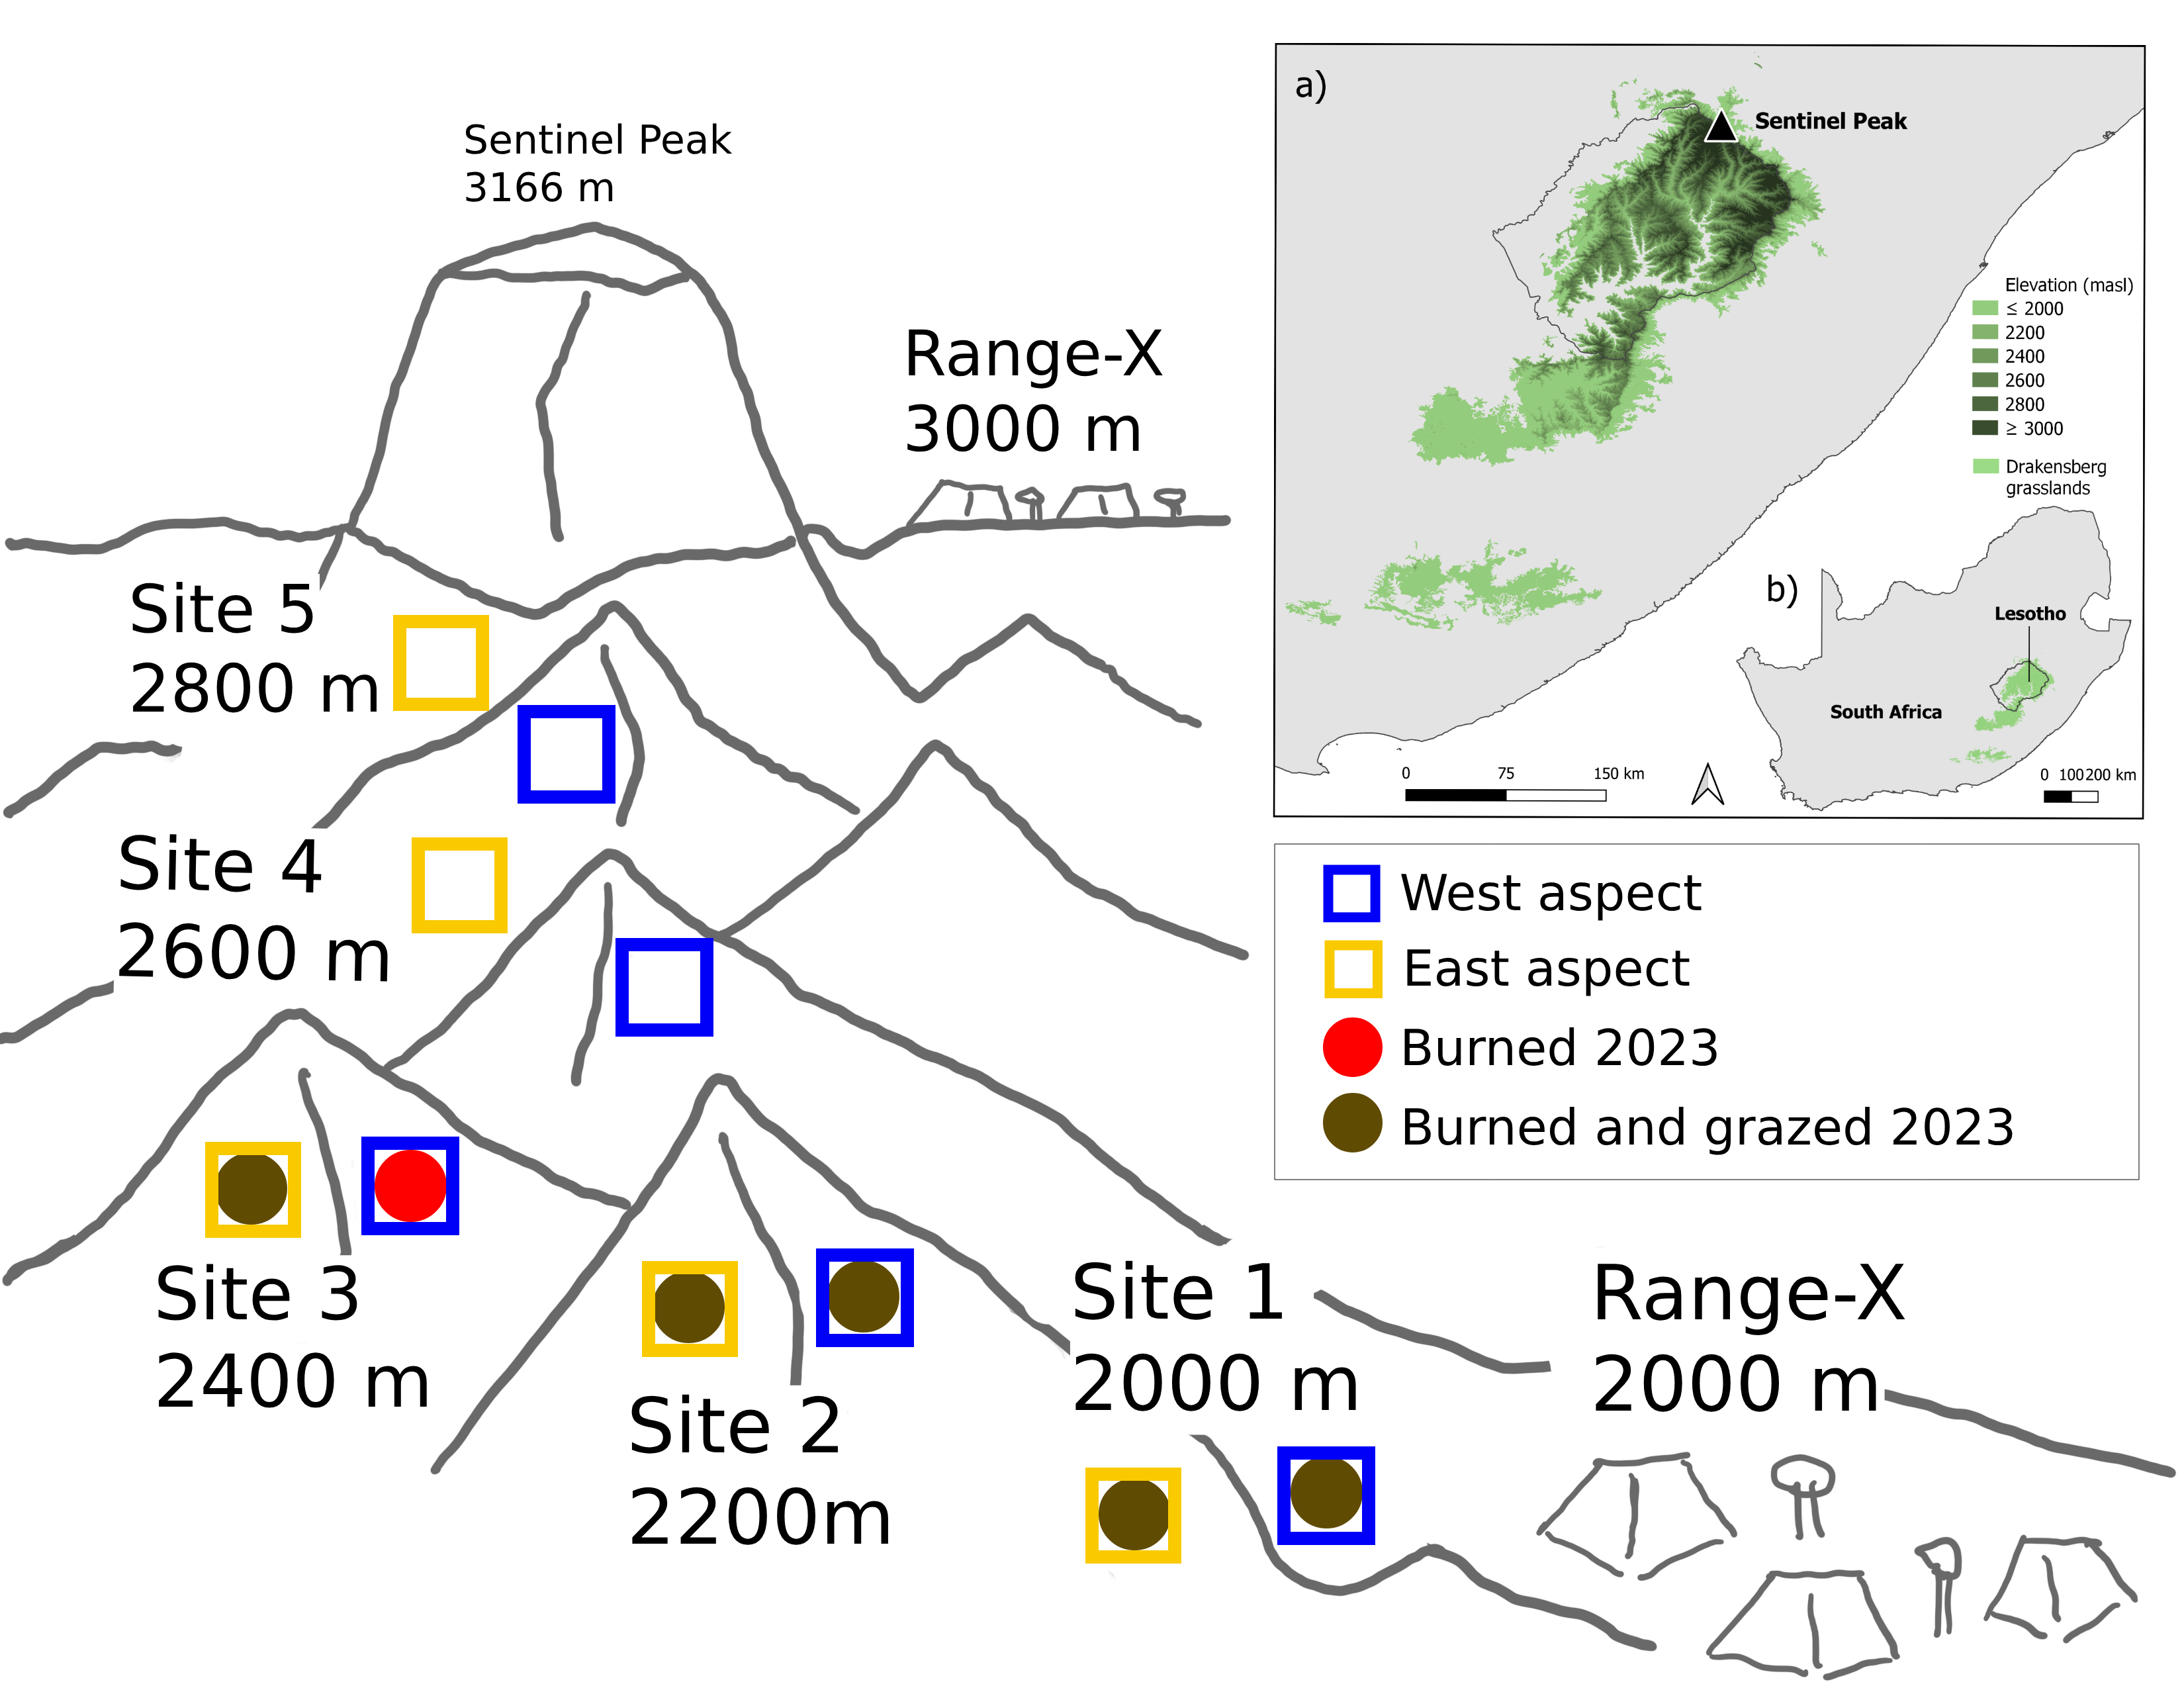 Sentinel Peak
3166 m
Range-X
3000 m
Site 5
2800 m
Site 4
2600 m
Site 3
2400 m
Site 2
2200m
Site 1
2000 m
Range-X
2000 m
a)
Sentinel Peak
Elevation (masl)
≤ 2000
2200
2400
2600
2800
≥ 3000
Drakensberg
grasslands
0 75 150 km
b)
Lesotho
South Africa
0 100 200 km
West aspect
East aspect
Burned 2023
Burned and grazed 2023